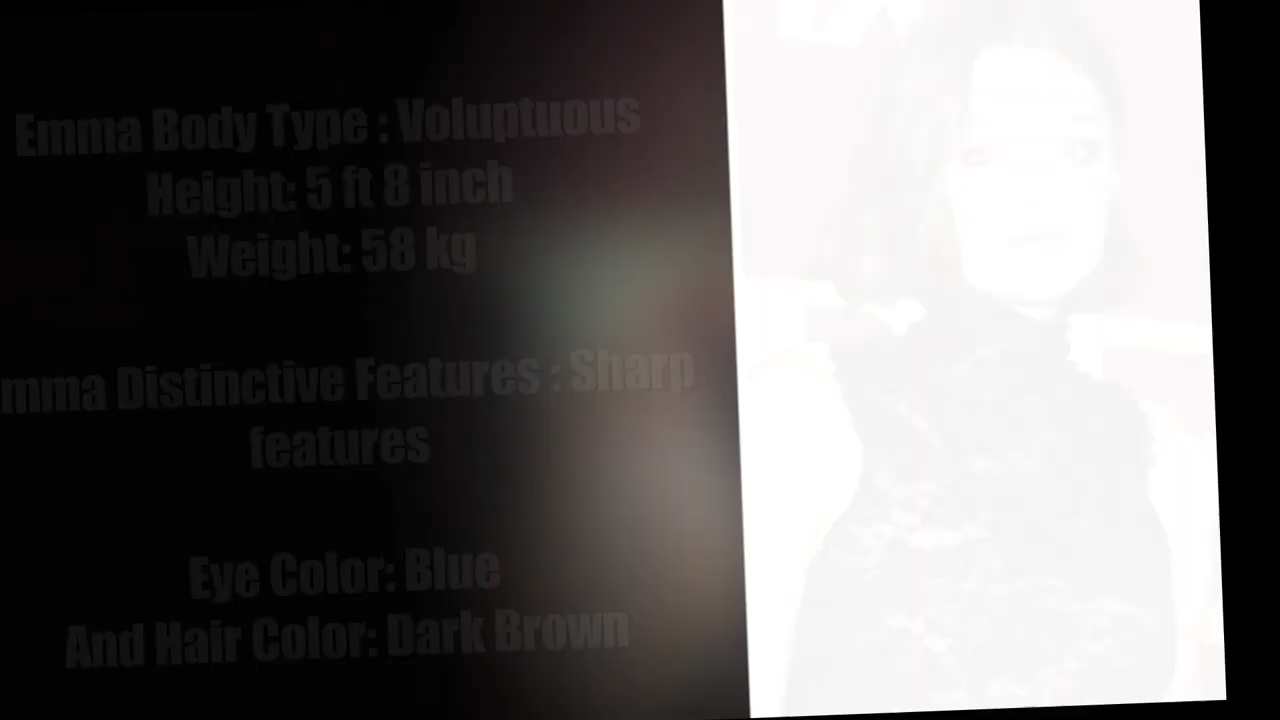 Emma Body Type : Voluptuous
Height: 5 ft 8 inch
Weight: 58 kg
mma Distinctive Features : Sharp
features
Eye Color: Blue
And Hair Color: Dark Brown